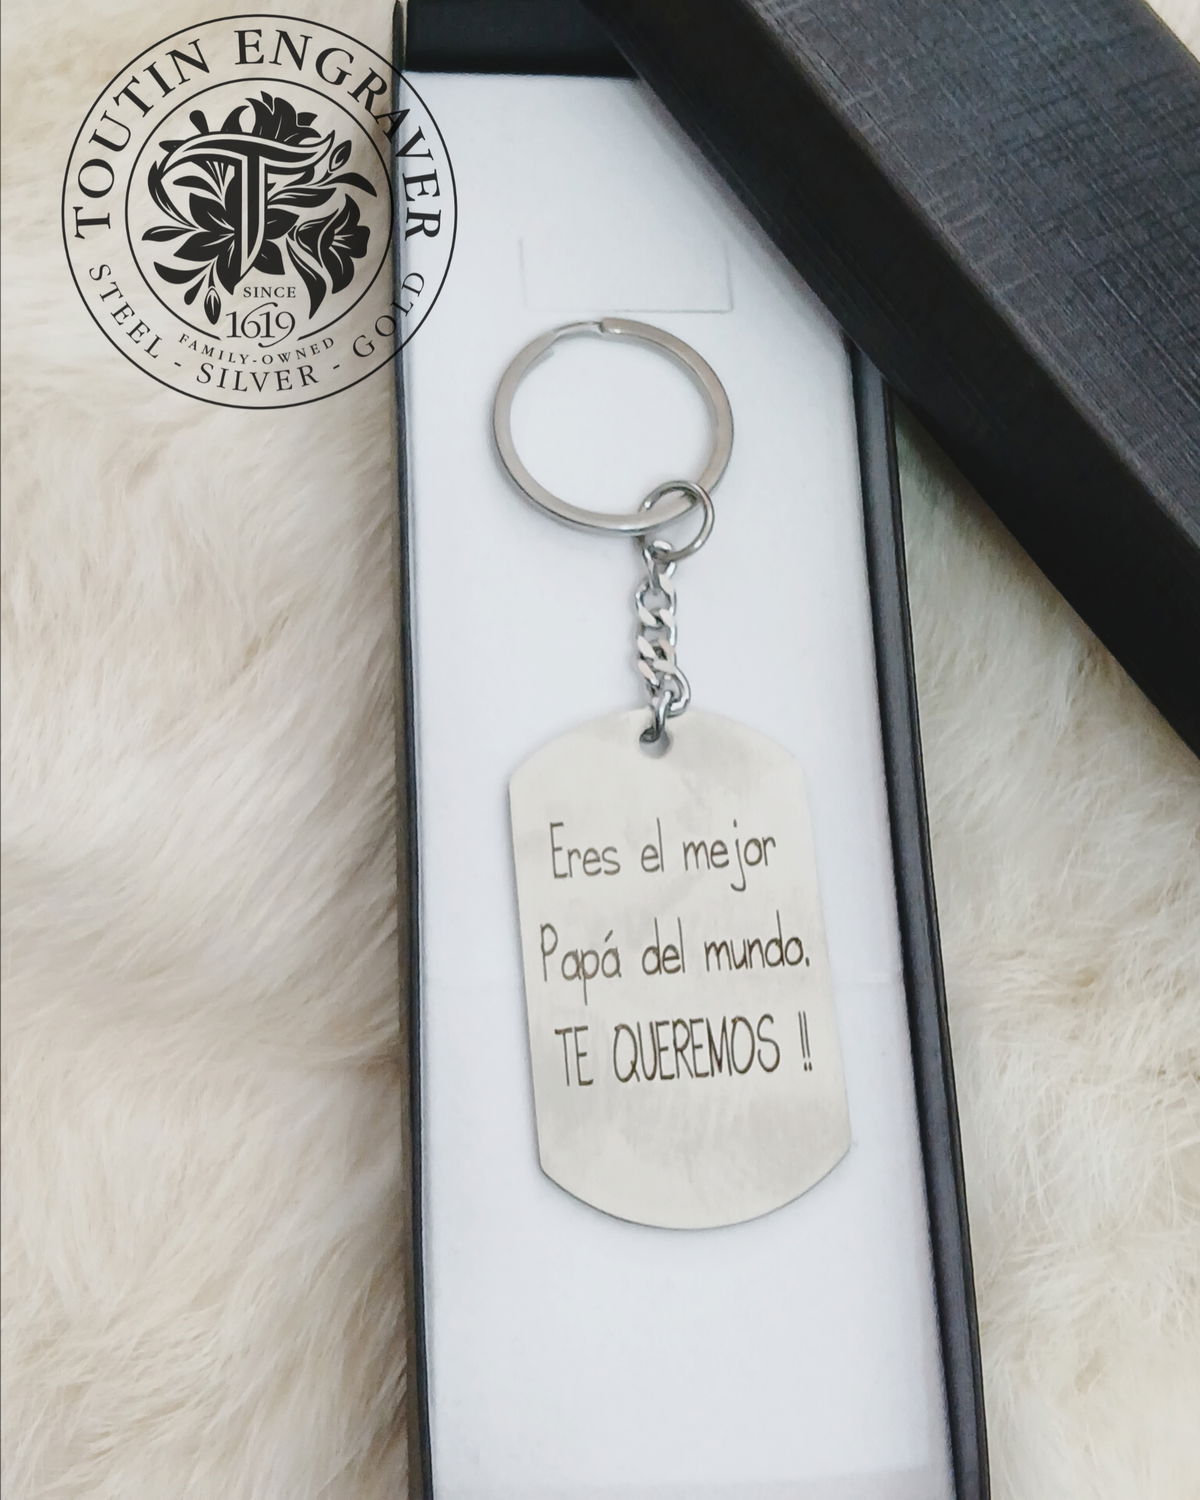 TOUTIN ENGRAVER
T
SINCE
1619
FAMILY-OWNED
STEEL - SILVER - GOLD
Eres el mejor
Papá del mundo.
TE QUEREMOS !!